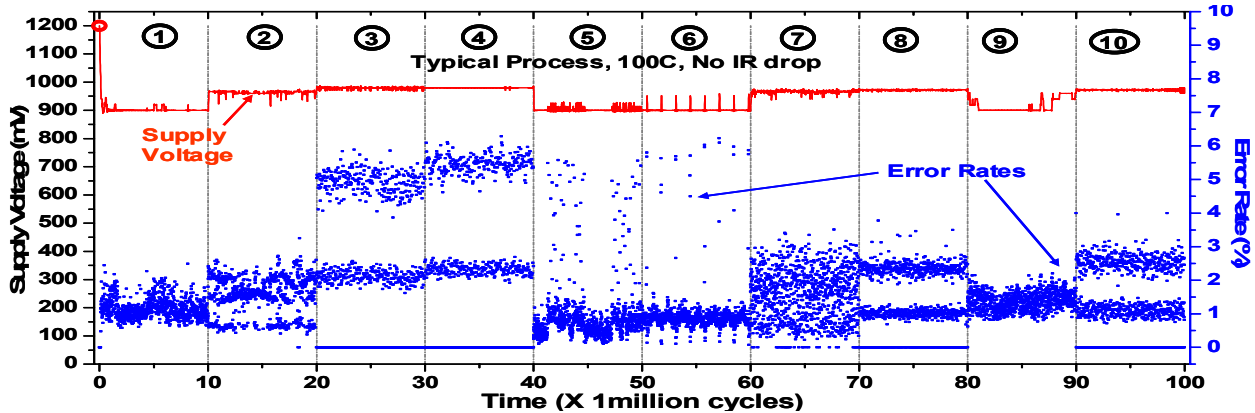 1 2 3 4 5 6 7 8 9 10
Typical Process, 100C, No IR drop
Supply
Voltage
Error Rates
Supply Voltage (mV)
1200
1100
1000
900
800
700
600
500
400
300
200
100
0
Error Rate (%)
10
9
8
7
6
5
4
3
2
1
0
0 10 20 30 40 50 60 70 80 90 100
Time (X 1million cycles)